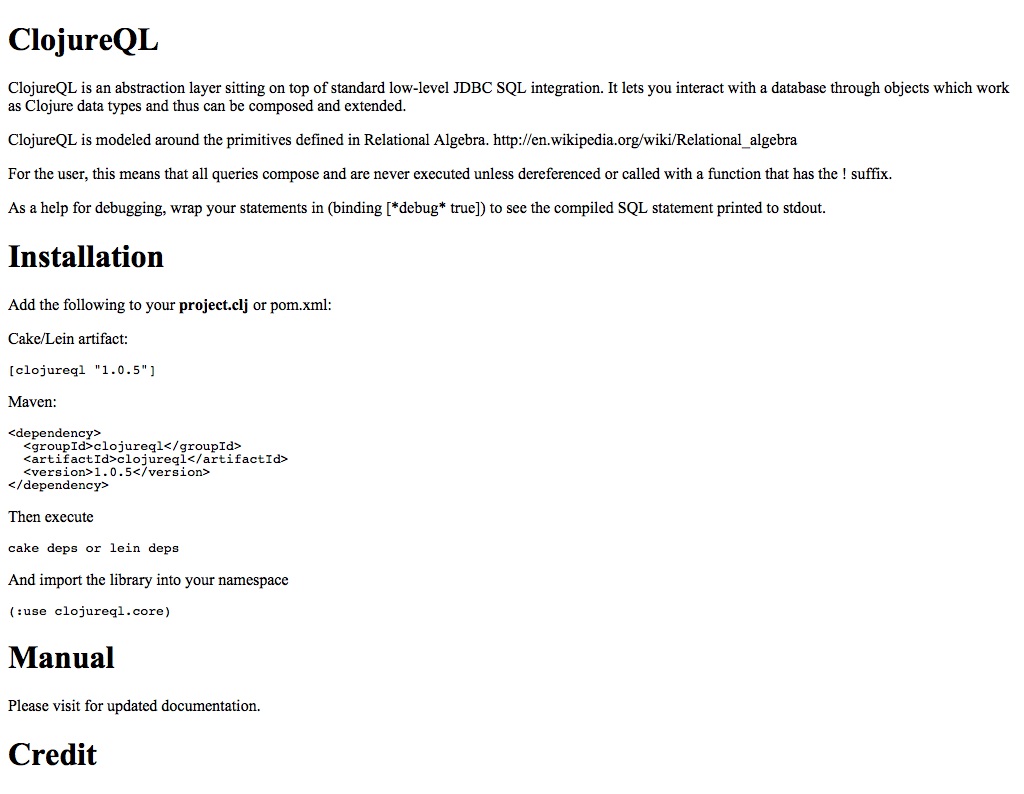 ClojureQL
ClojureQL is an abstraction layer sitting on top of standard low-level JDBC SQL integration. It lets you interact with a database through objects which work
as Clojure data types and thus can be composed and extended.
ClojureQL is modeled around the primitives defined in Relational Algebra. http://en.wikipedia.org/wiki/Relational_algebra
For the user, this means that all queries compose and are never executed unless dereferenced or called with a function that has the ! suffix.
As a help for debugging, wrap your statements in (binding [*debug* true]) to see the compiled SQL statement printed to stdout.
Installation
Add the following to your project.clj or pom.xml:
Cake/Lein artifact:
[clojureql "1.0.5"]
Maven:
<dependency>
  <groupId>clojureql</groupId>
  <artifactId>clojureql</artifactId>
  <version>1.0.5</version>
</dependency>
Then execute
cake deps or lein deps
And import the library into your namespace
(:use clojureql.core)
Manual
Please visit for updated documentation.
Credit